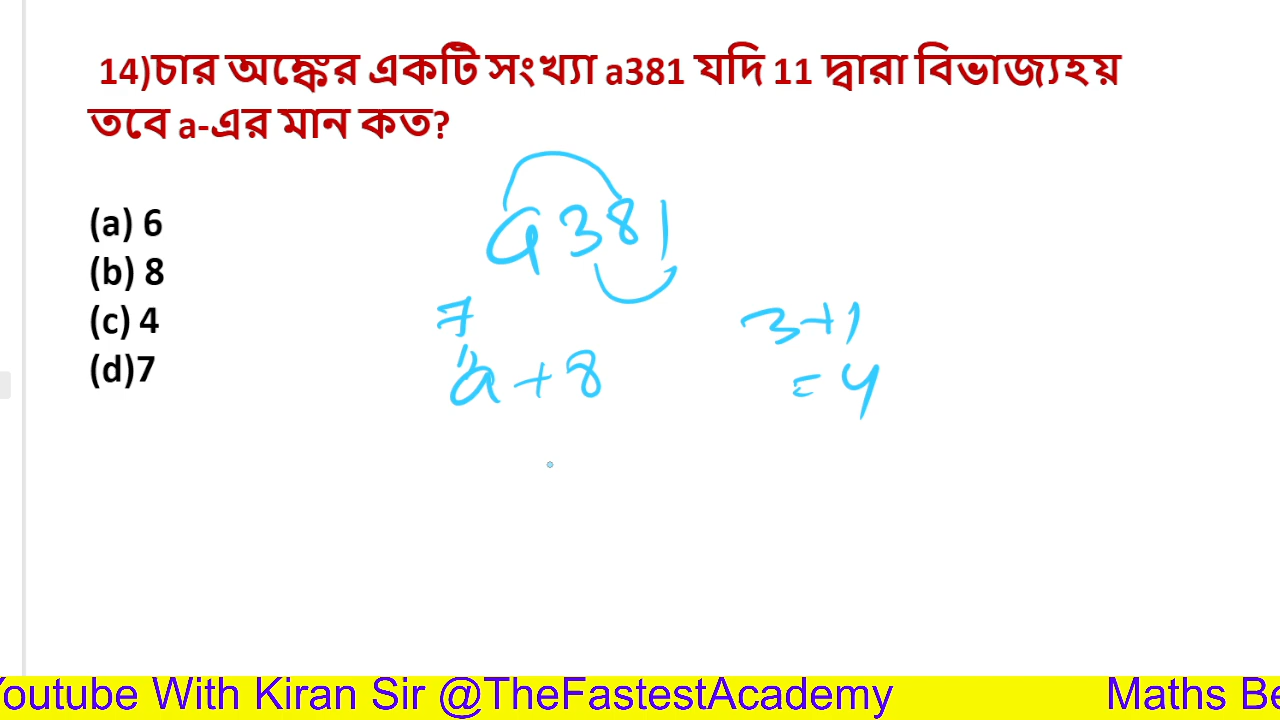 14)চার অঙ্কের একটি সংখ্যা a381 যদি 11 দ্বারা বিভাজ্যহয়
তবে a-এর মান কত?
a381
(a) 6
(b) 8
(c) 4
(d)7
7
3+1
a + 8
= 4
Youtube With Kiran Sir @TheFastestAcademy Maths Be